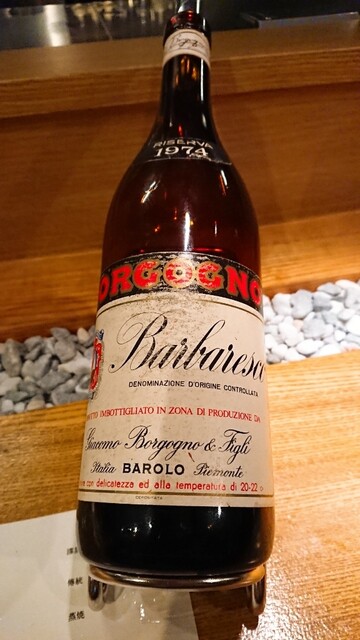 RISERVA
1974
ORGOGNO
Barbaresco
DENOMINAZIONE D'ORIGINE CONTROLLATA
IMBOTTIGLIATO IN ZONA DI PRODUZIONE DA
Giacomo Borgogno & Figli
Italia BAROLO Piemonte
con delicatezza ed alla temperatura di 20-22